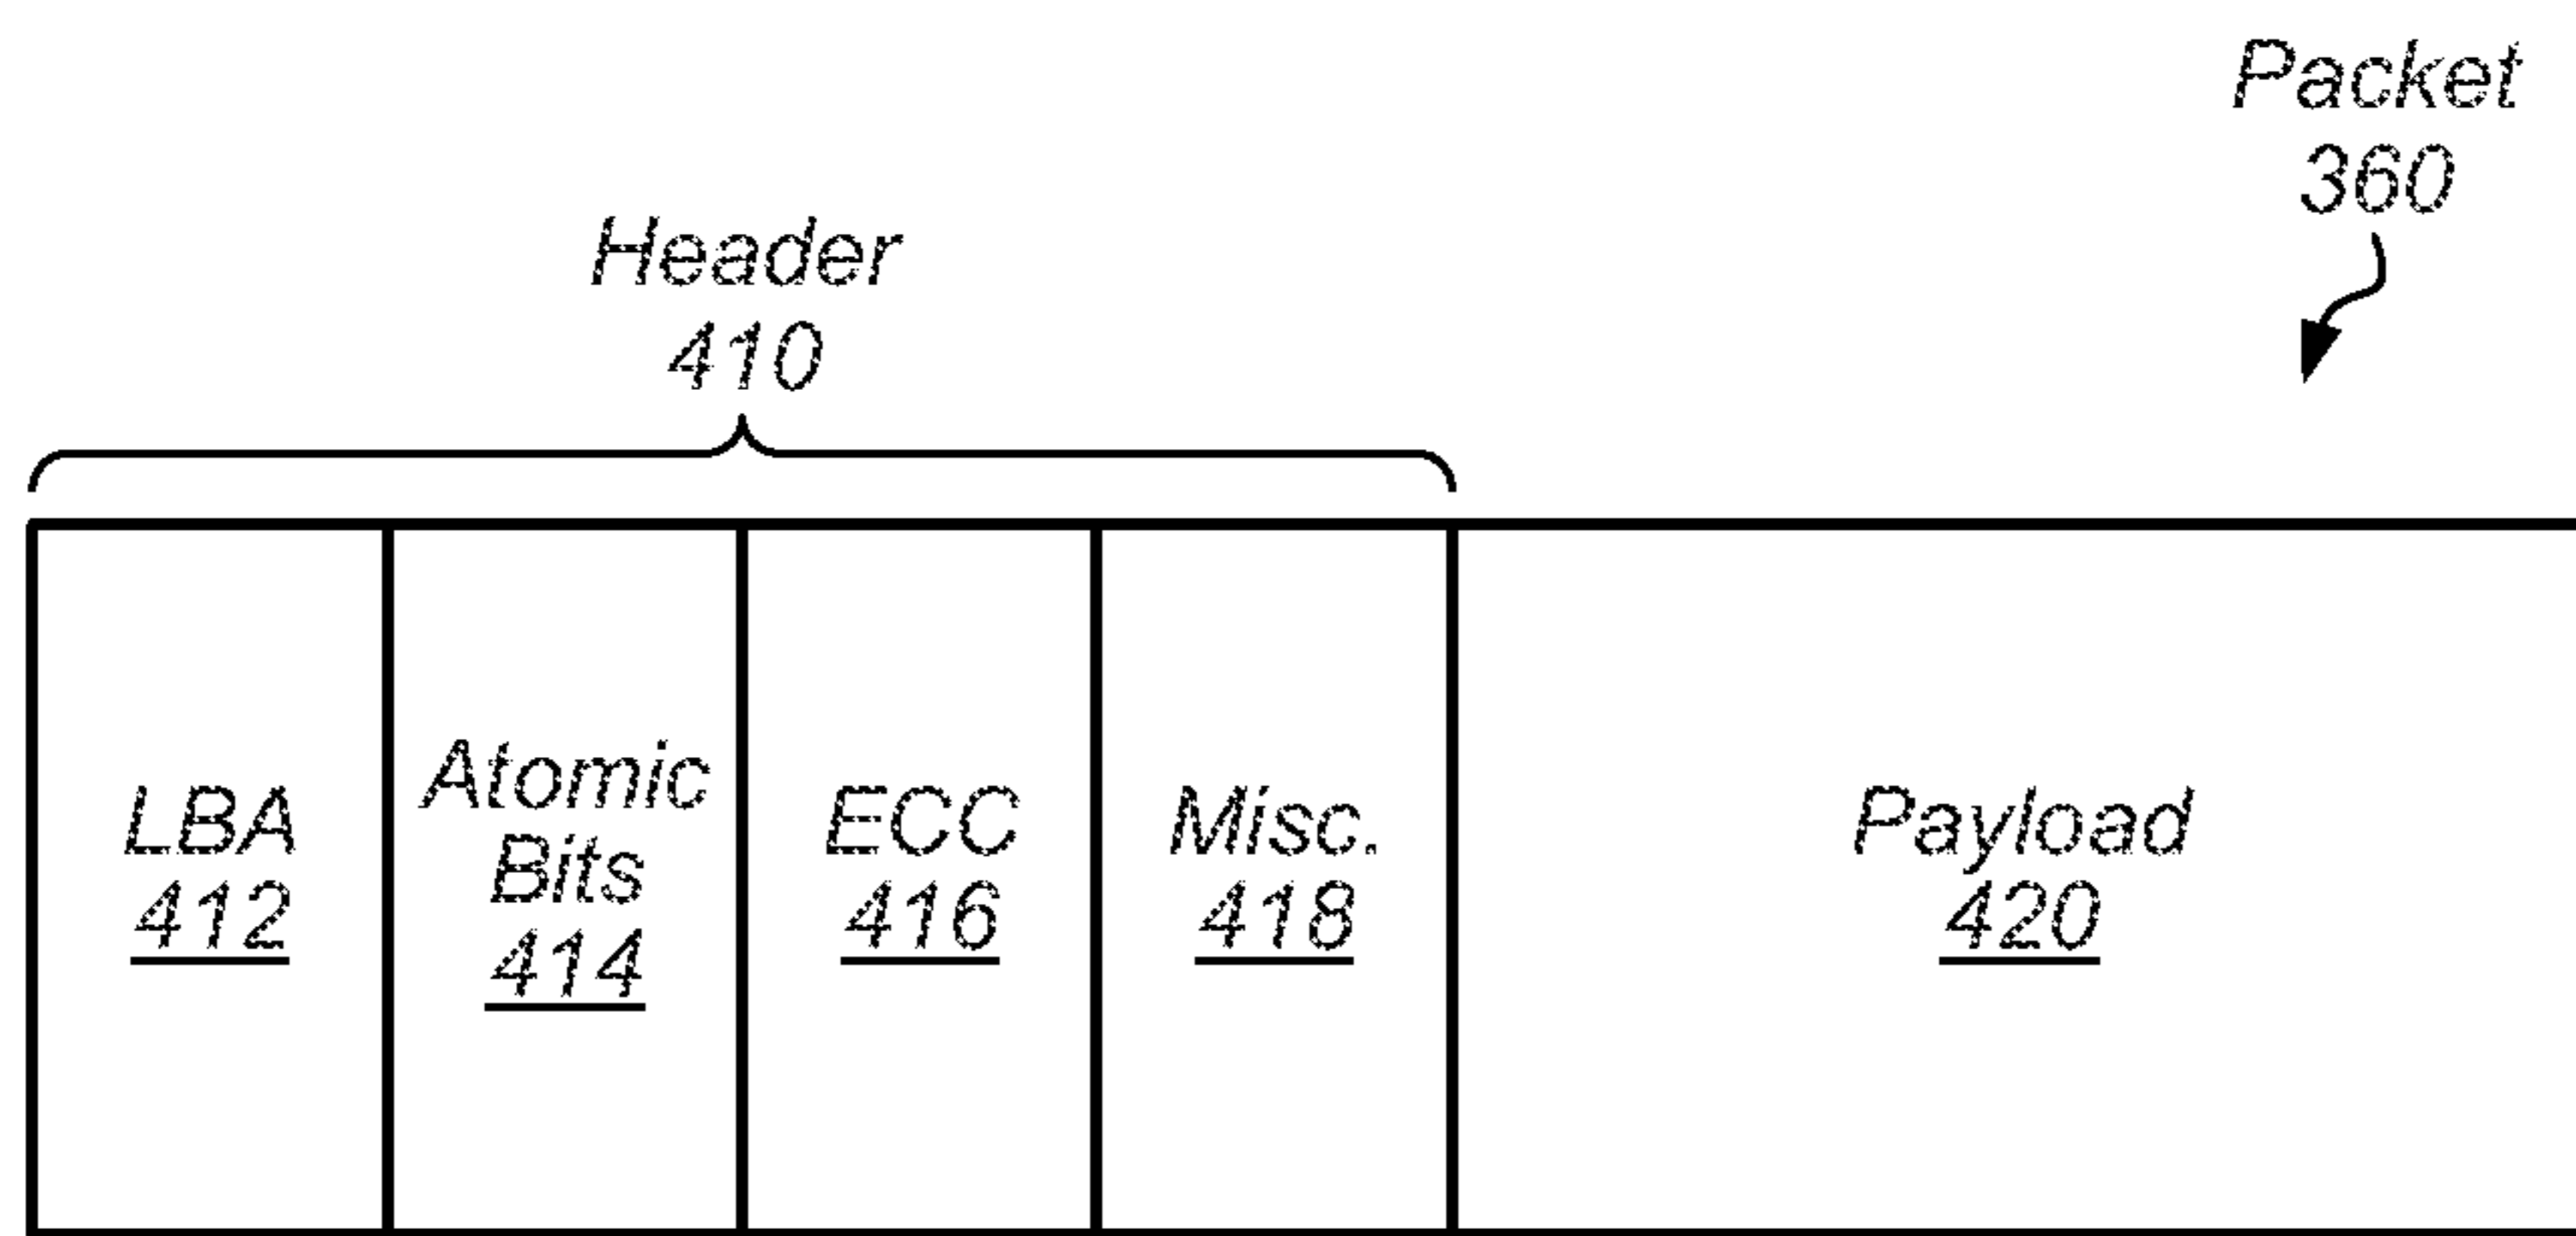 Packet
360
Header
410
LBA
412
Atomic
Bits
414
ECC
416
Misc.
418
Payload
420